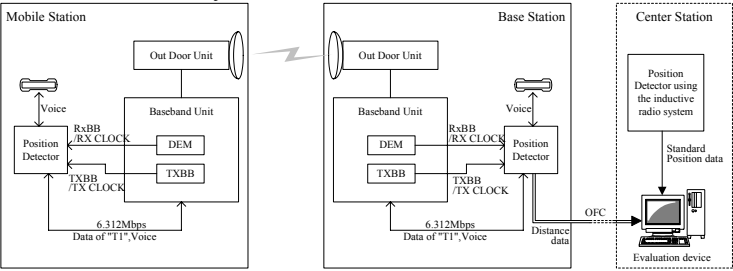 Mobile Station
Out Door Unit
Voice
Baseband Unit
RxBB
/RX CLOCK
DEM
Position
Detector
TXBB
TXBB
/TX CLOCK
6.312Mbps
Data of "T1",Voice
Base Station
Out Door Unit
Baseband Unit
Voice
RxBB
/RX CLOCK
DEM
Position
Detector
TXBB
TXBB
/TX CLOCK
6.312Mbps
Data of "T1",Voice
Distance
data
OFC
Center Station
Position
Detector using
the inductive
radio system
Standard
Position data
Evaluation device